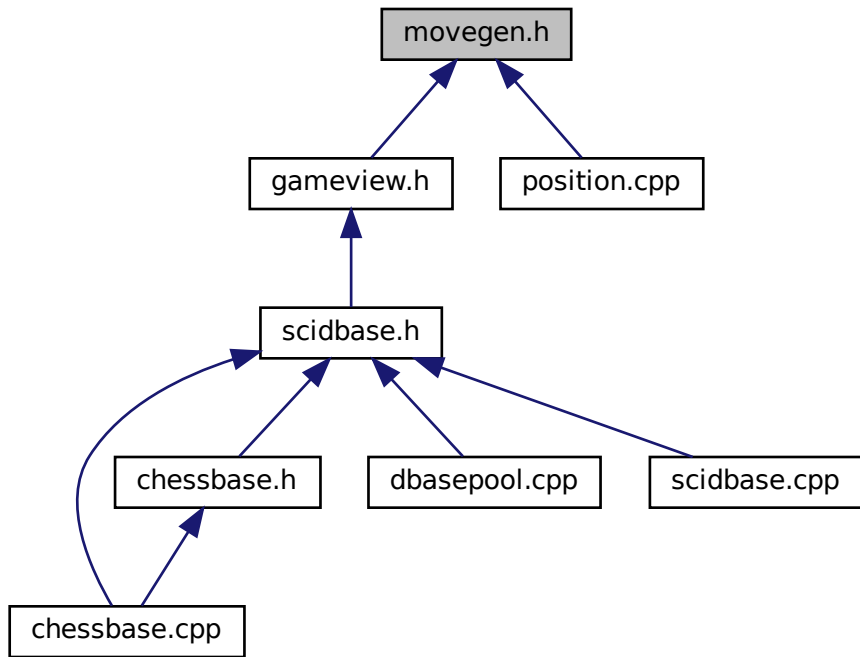 movegen.h
gameview.h
position.cpp
scidbase.h
chessbase.h
dbasepool.cpp
scidbase.cpp
chessbase.cpp